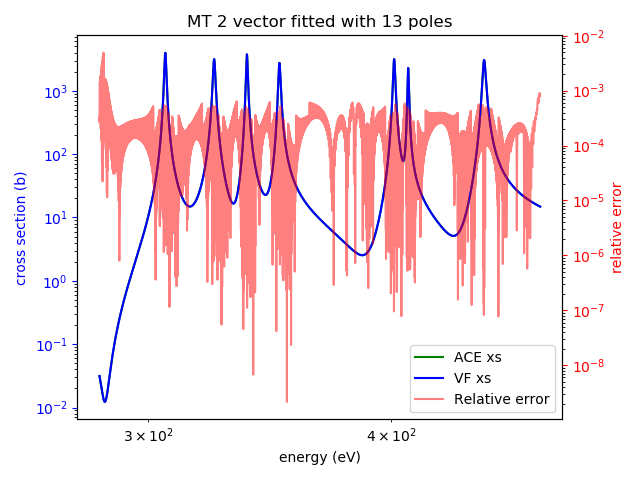 MT 2 vector fitted with 13 poles
cross section (b)
10³
10²
10¹
10⁰
10⁻¹
10⁻²
10⁻²
10⁻³
10⁻⁴
10⁻⁵
10⁻⁶
10⁻⁷
10⁻⁸
relative error
ACE xs
VF xs
Relative error
3 × 10²
4 × 10²
energy (eV)